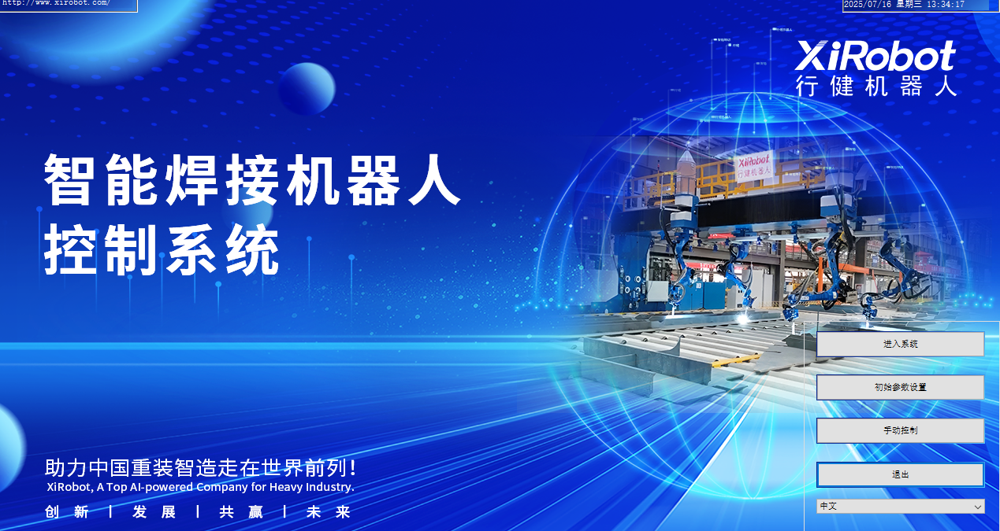 http://www.xirobot.com/
2025/07/16 星期三 13:34:17
XiRobot
行健机器人
智能焊接机器人
控制系统
XiRobot
行健机器人
进入系统
初始参数设置
手动控制
退出
中文
助力中国重装智造走在世界前列！
XiRobot, A Top AI-powered Company for Heavy Industry.
创新 | 发展 | 共赢 | 未来